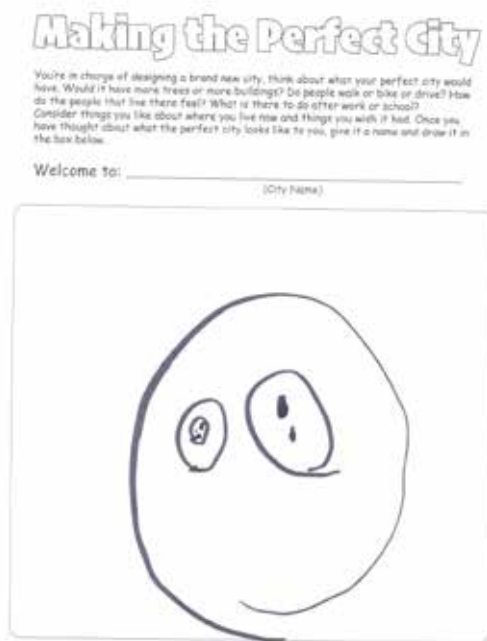 Making the Perfect City
You're in charge of designing a brand new city, think about what your perfect city would
have. Would it have more trees or more buildings? Do people walk or bike or drive? How
do the people that live there feel? What is there to do after work or school?
Consider things you like about where you live now and things you wish it had. Once you
have thought about what the perfect city looks like to you, give it a name and draw it in
the box below.
Welcome to:
(City Name)